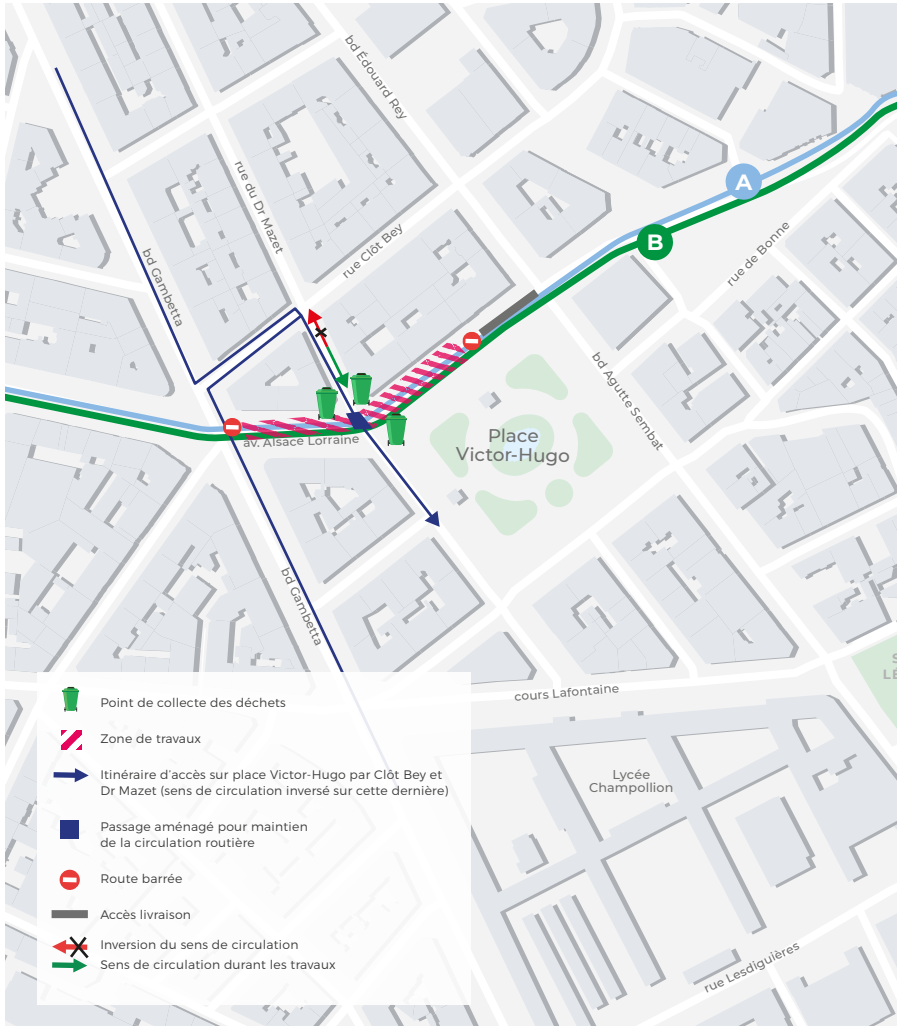 bd Édouard Rey
A
B
rue du Dr Mazet
rue Clôt Bey
rue de Bonne
bd Gambetta
av. Alsace Lorraine
Place
Victor-Hugo
bd Agutte Sembat
bd Gambetta
S
LE
cours Lafontaine
Lycée
Champollion
rue Lesdiguières
Point de collecte des déchets
Zone de travaux
Itinéraire d'accès sur place Victor-Hugo par Clôt Bey et
Dr Mazet (sens de circulation inversé sur cette dernière)
Passage aménagé pour maintien
de la circulation routière
Route barrée
Accès livraison
Inversion du sens de circulation
Sens de circulation durant les travaux